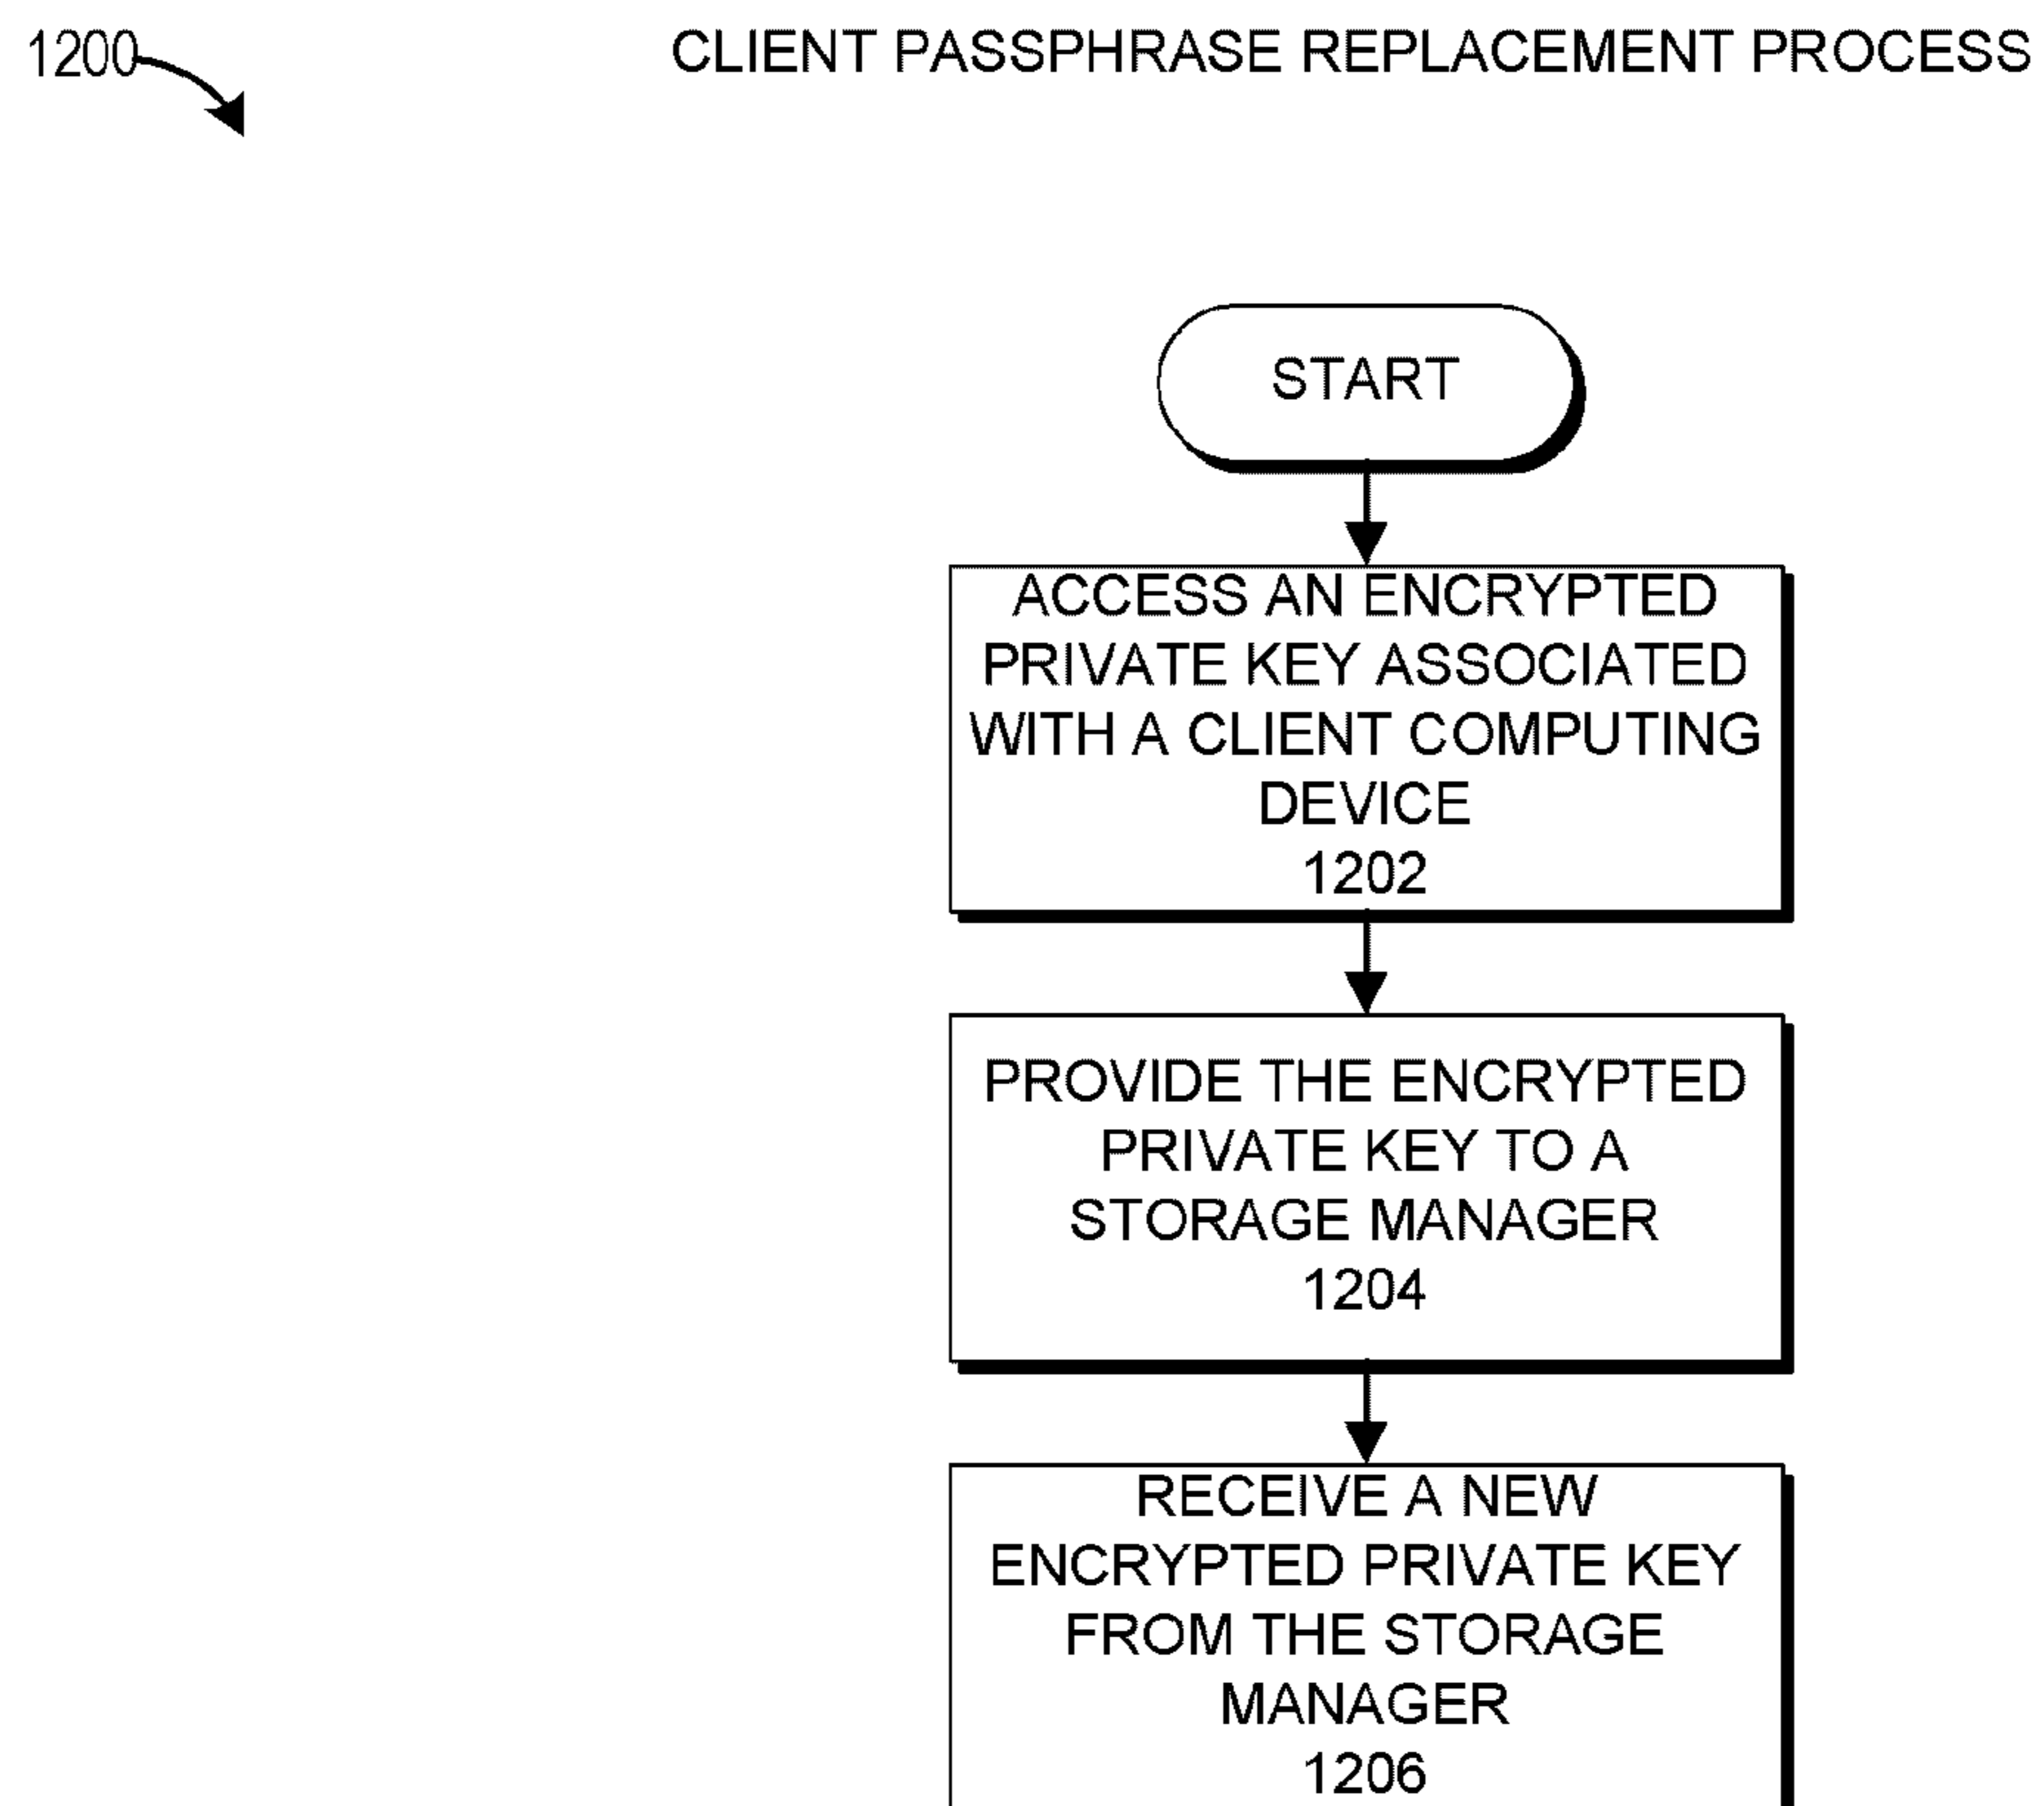 1200
CLIENT PASSPHRASE REPLACEMENT PROCESS
START
ACCESS AN ENCRYPTED
PRIVATE KEY ASSOCIATED
WITH A CLIENT COMPUTING
DEVICE
1202
PROVIDE THE ENCRYPTED
PRIVATE KEY TO A
STORAGE MANAGER
1204
RECEIVE A NEW
ENCRYPTED PRIVATE KEY
FROM THE STORAGE
MANAGER
1206